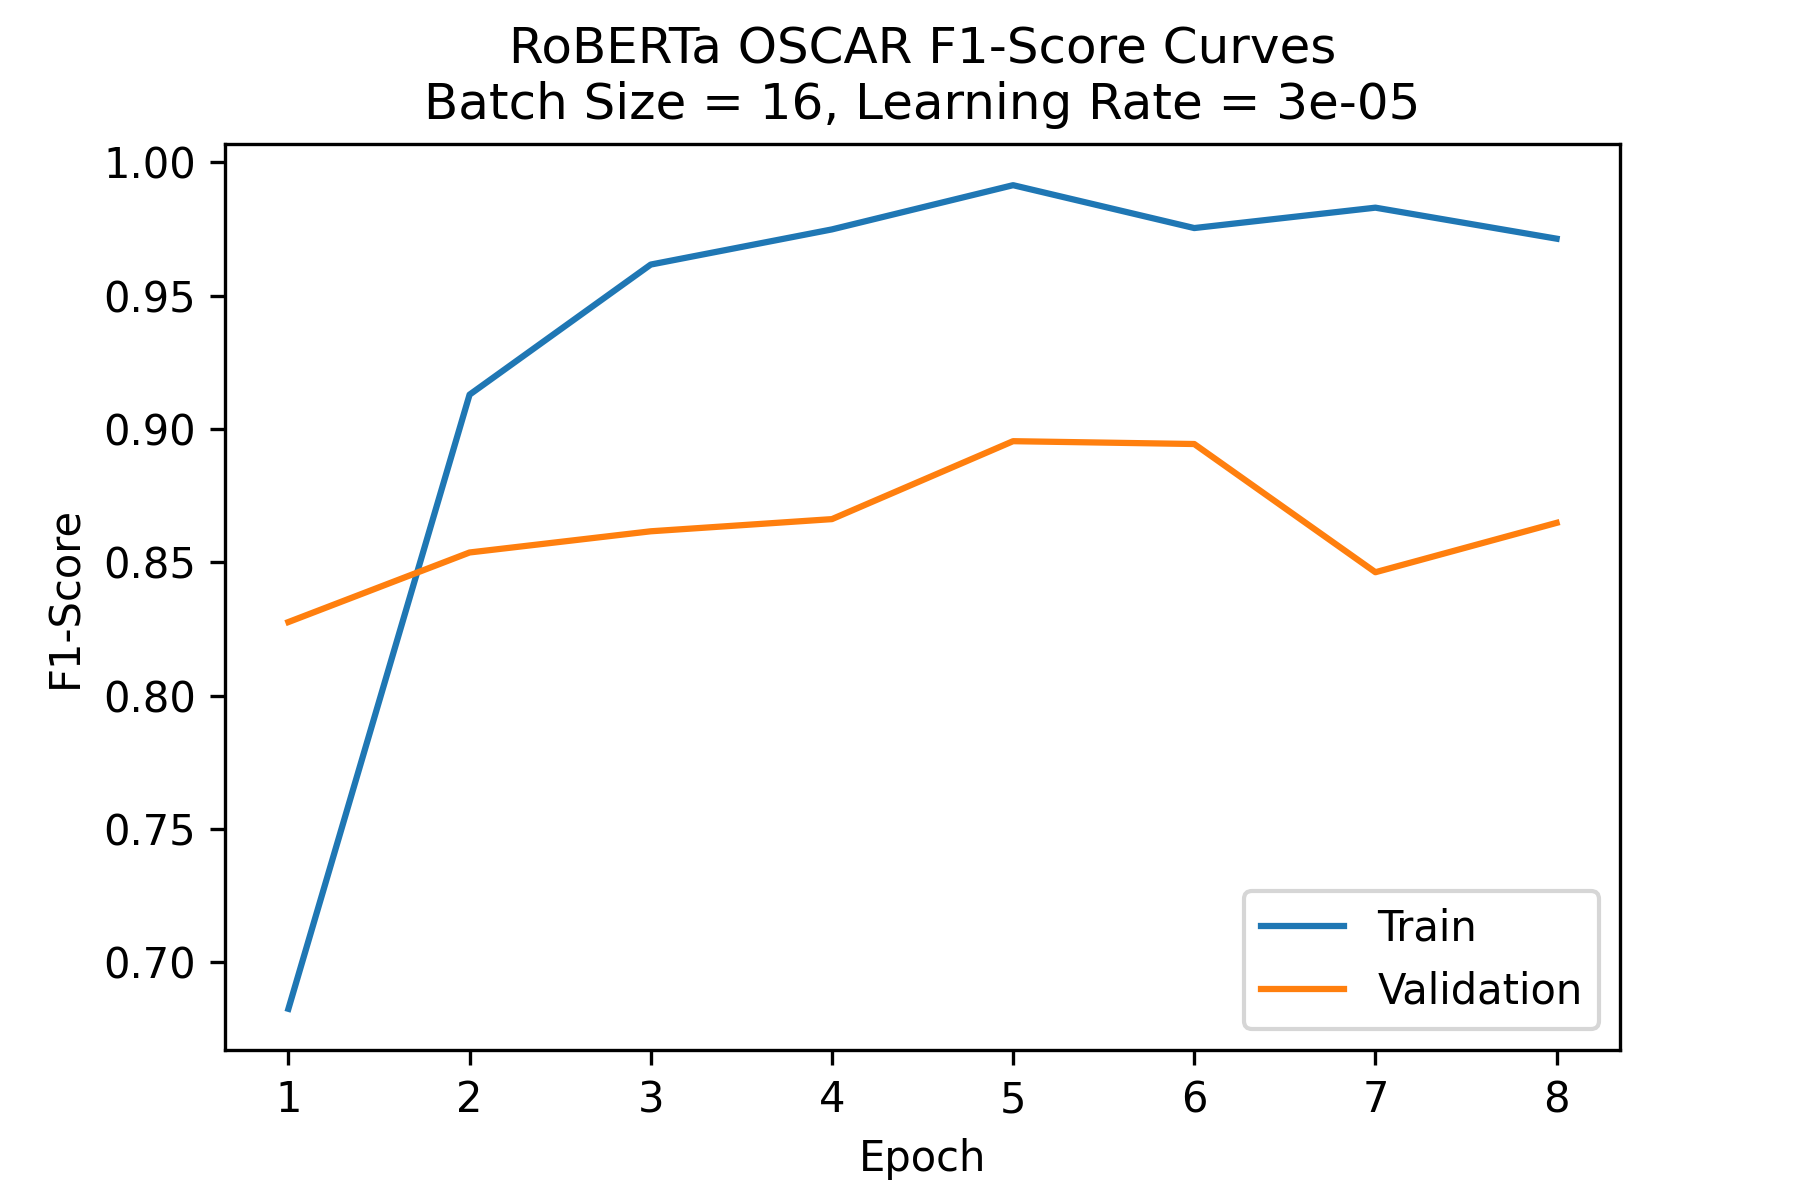 RoBERTa OSCAR F1-Score Curves
Batch Size = 16, Learning Rate = 3e-05
1.00
0.95
0.90
0.85
0.80
0.75
0.70
F1-Score
Train
Validation
1 2 3 4 5 6 7 8
Epoch